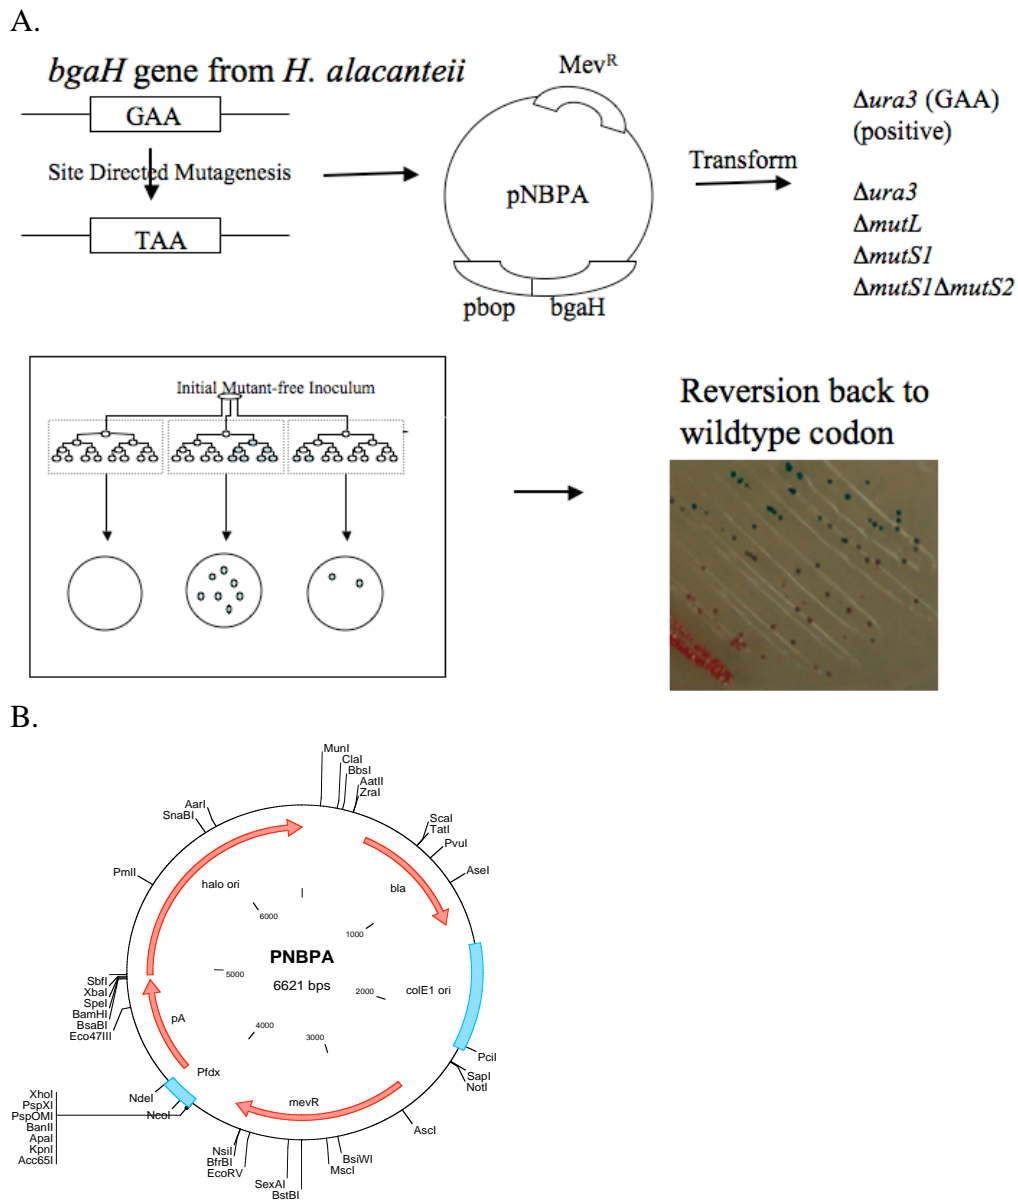 A.
bgaH gene from H. alacanteii
GAA
Site Directed Mutagenesis
TAA
MevR
pNBPA
pbop
bgaH
Transform
Δura3 (GAA)
(positive)
Δura3
ΔmutL
ΔmutS1
ΔmutS1ΔmutS2
Initial Mutant-free Inoculum
Reversion back to
wildtype codon
B.
MunI
ClaI
BbsI
AatII
ZraI
ScaI
TatI
PvuI
AseI
AarI
SnaBI
PmlI
halo ori
bla
6000
1000
PNBPA
6621 bps
5000
2000
colE1 ori
4000
3000
SbfI
XbaI
SpeI
BamHI
BsaBI
Eco47III
pA
Pfdx
mevR
PciI
SapI
NotI
NdeI
NcoI
XhoI
PspXI
PspOMI
BanII
ApaI
KpnI
Acc65I
AscI
BsiWI
MscI
NsiI
BfrBI
EcoRV
SexAI
BstBI